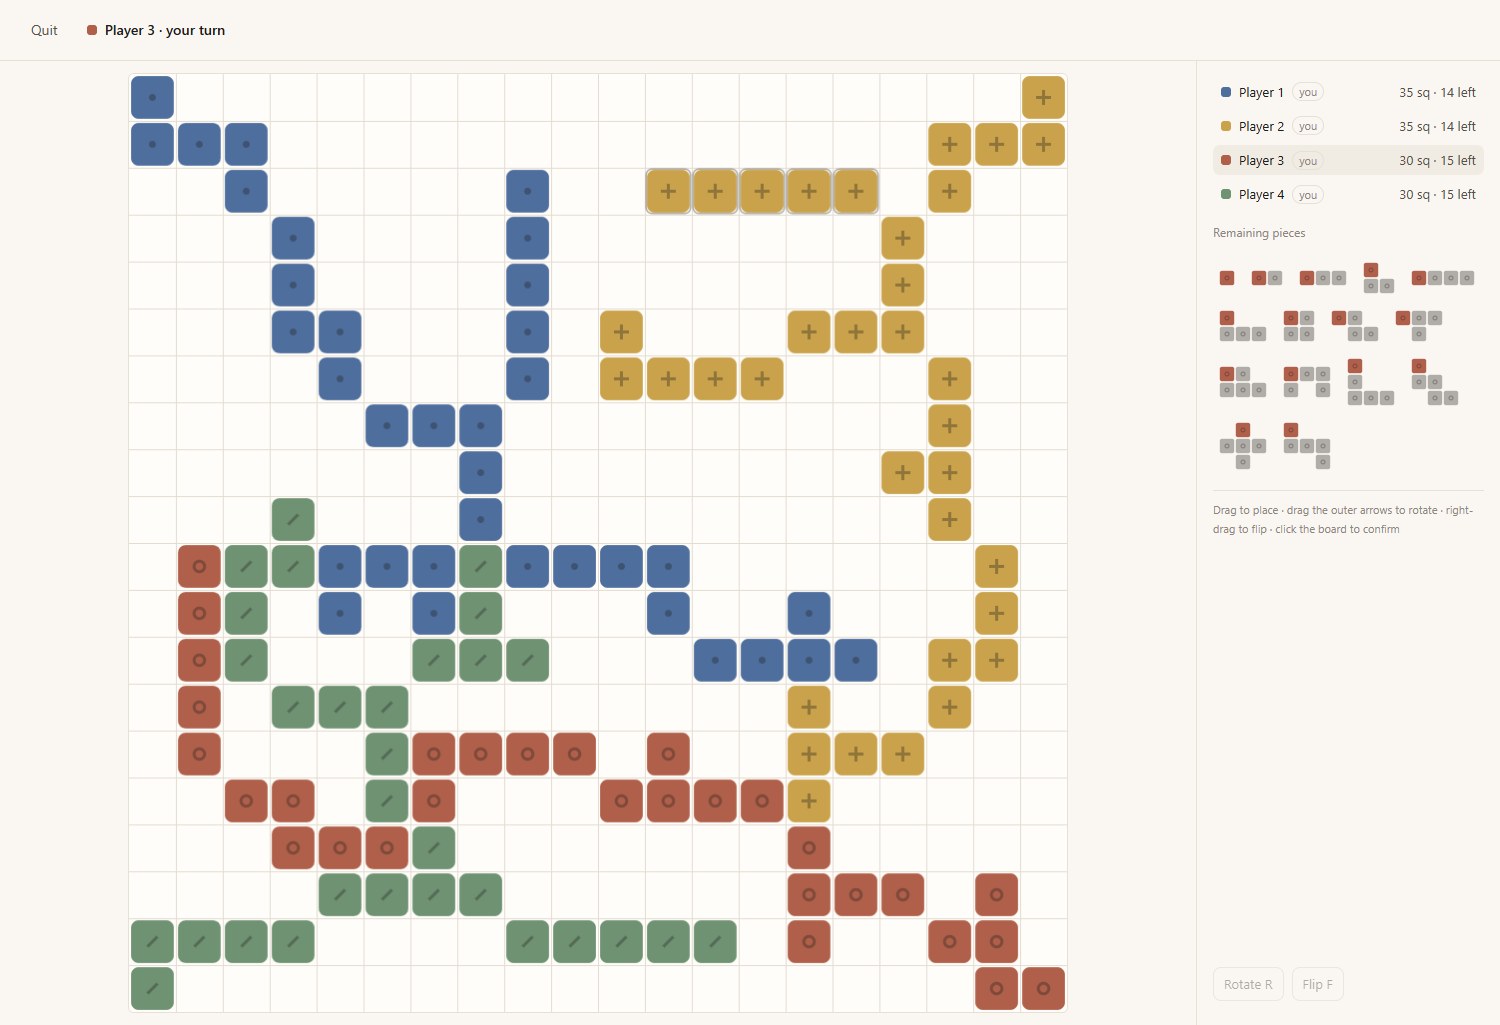 Quit
Player 3 · your turn
Player 1 you 35 sq · 14 left
Player 2 you 35 sq · 14 left
Player 3 you 30 sq · 15 left
Player 4 you 30 sq · 15 left
Remaining pieces
Drag to place · drag the outer arrows to rotate · right-
drag to flip · click the board to confirm
Rotate R
Flip F